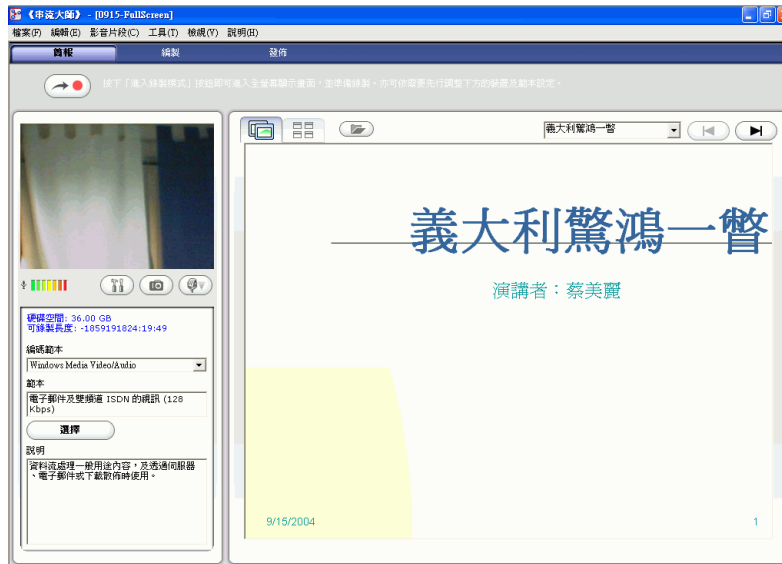 《串流大師》 - [0915-FullScreen]
檔案(F) 編輯(E) 影音片段(C) 工具(T) 檢視(V) 說明(H)
簡報 編製 發佈
按下「進入錄製模式」按鈕即可進入全螢幕顯示畫面，並準備錄製。亦可依需要先行調整下方的裝置及範本設定。
義大利驚鴻一瞥
義大利驚鴻一瞥
演講者：蔡美麗
9/15/2004
1
硬碟空間: 36.00 GB
可錄製長度: -1859191824:19:49
編碼範本
Windows Media Video/Audio
範本
電子郵件及雙頻道 ISDN 的視訊 (128
Kbps)
選擇
說明
資料流處理一般用途內容，及透過伺服器
、電子郵件或下載散佈時使用。